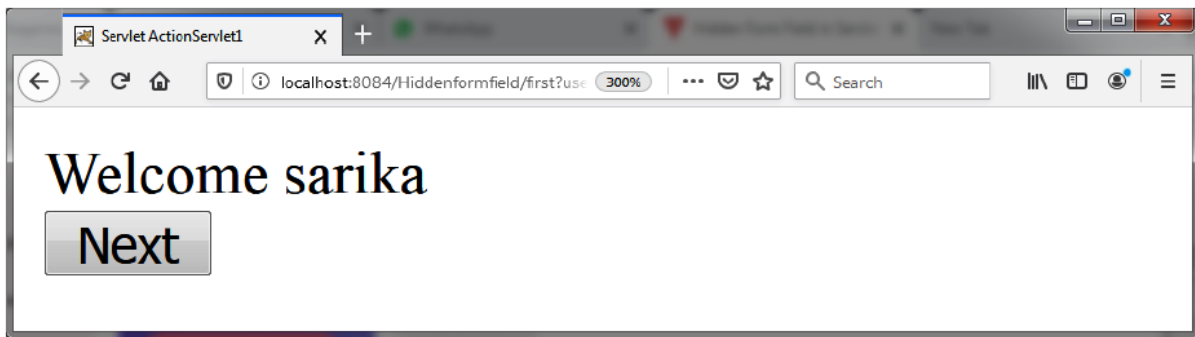 Servlet ActionServlet1
localhost:8084/Hiddenformfield/first?use 300% Search
Welcome sarika
Next